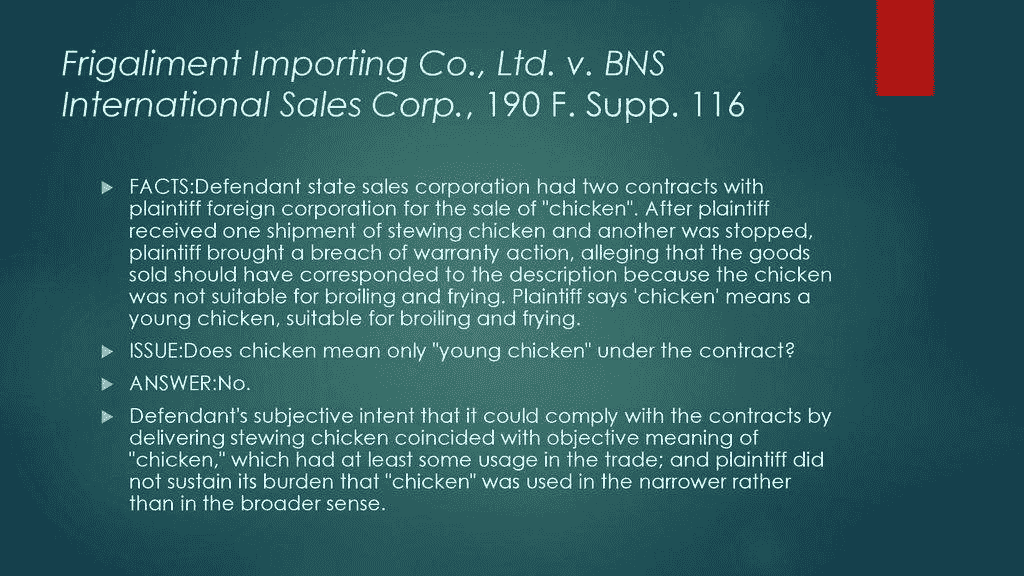 Frigaliment Importing Co., Ltd. v. BNS
International Sales Corp., 190 F. Supp. 116
FACTS:Defendant state sales corporation had two contracts with
plaintiff foreign corporation for the sale of "chicken". After plaintiff
received one shipment of stewing chicken and another was stopped,
plaintiff brought a breach of warranty action, alleging that the goods
sold should have corresponded to the description because the chicken
was not suitable for broiling and frying. Plaintiff says 'chicken' means a
young chicken, suitable for broiling and frying.
ISSUE:Does chicken mean only "young chicken" under the contract?
ANSWER:No.
Defendant's subjective intent that it could comply with the contracts by
delivering stewing chicken coincided with objective meaning of
"chicken," which had at least some usage in the trade; and plaintiff did
not sustain its burden that "chicken" was used in the narrower rather
than in the broader sense.